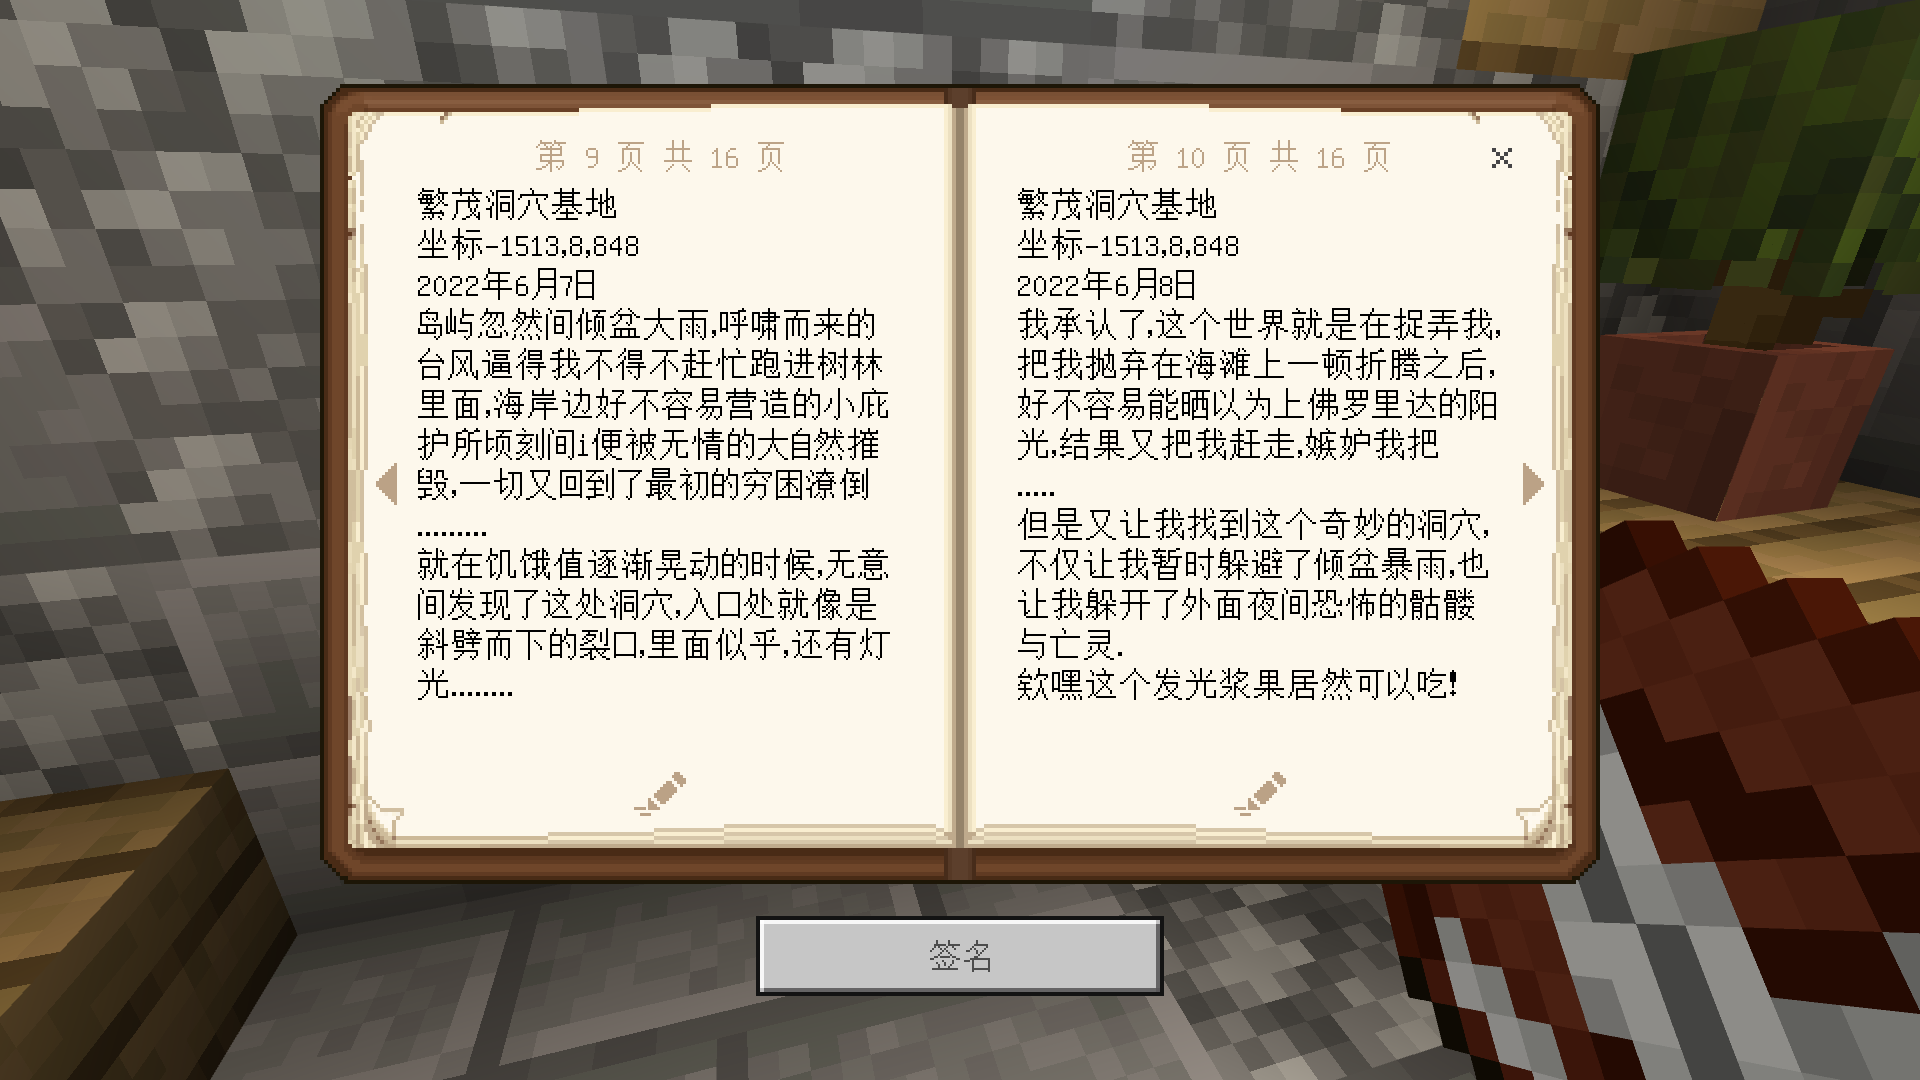 第 9 页 共 16 页
繁茂洞穴基地
坐标-1513,8,848
2022年6月7日
岛屿忽然间倾盆大雨,呼啸而来的
台风逼得我不得不赶忙跑进树林
里面,海岸边好不容易营造的小庇
护所顷刻间i便被无情的大自然摧
毁,一切又回到了最初的穷困潦倒
.........
就在饥饿值逐渐晃动的时候,无意
间发现了这处洞穴,入口处就像是
斜劈而下的裂口,里面似乎,还有灯
光........
第 10 页 共 16 页
繁茂洞穴基地
坐标-1513,8,848
2022年6月8日
我承认了,这个世界就是在捉弄我,
把我抛弃在海滩上一顿折腾之后,
好不容易能晒以为上佛罗里达的阳
光,结果又把我赶走,嫉妒我把
.....
但是又让我找到这个奇妙的洞穴,
不仅让我暂时躲避了倾盆暴雨,也
让我躲开了外面夜间恐怖的骷髅
与亡灵.
欸嘿这个发光浆果居然可以吃!
签名